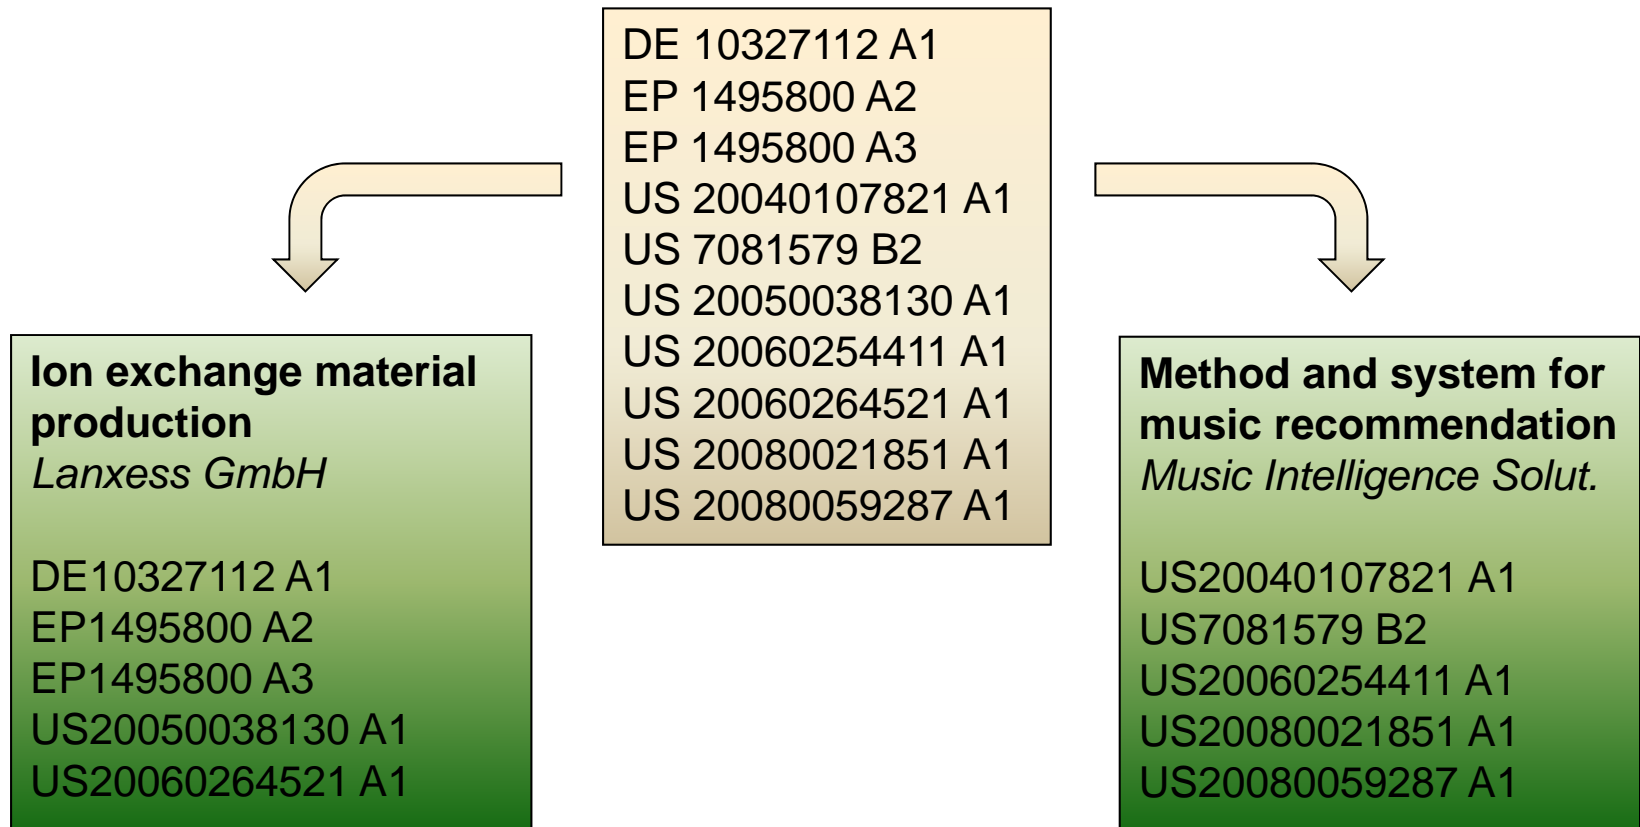 DE 10327112 A1
EP 1495800 A2
EP 1495800 A3
US 20040107821 A1
US 7081579 B2
US 20050038130 A1
US 20060254411 A1
US 20060264521 A1
US 20080021851 A1
US 20080059287 A1
Ion exchange material
production
Lanxess GmbH
DE10327112 A1
EP1495800 A2
EP1495800 A3
US20050038130 A1
US20060264521 A1
Method and system for
music recommendation
Music Intelligence Solut.
US20040107821 A1
US7081579 B2
US20060254411 A1
US20080021851 A1
US20080059287 A1